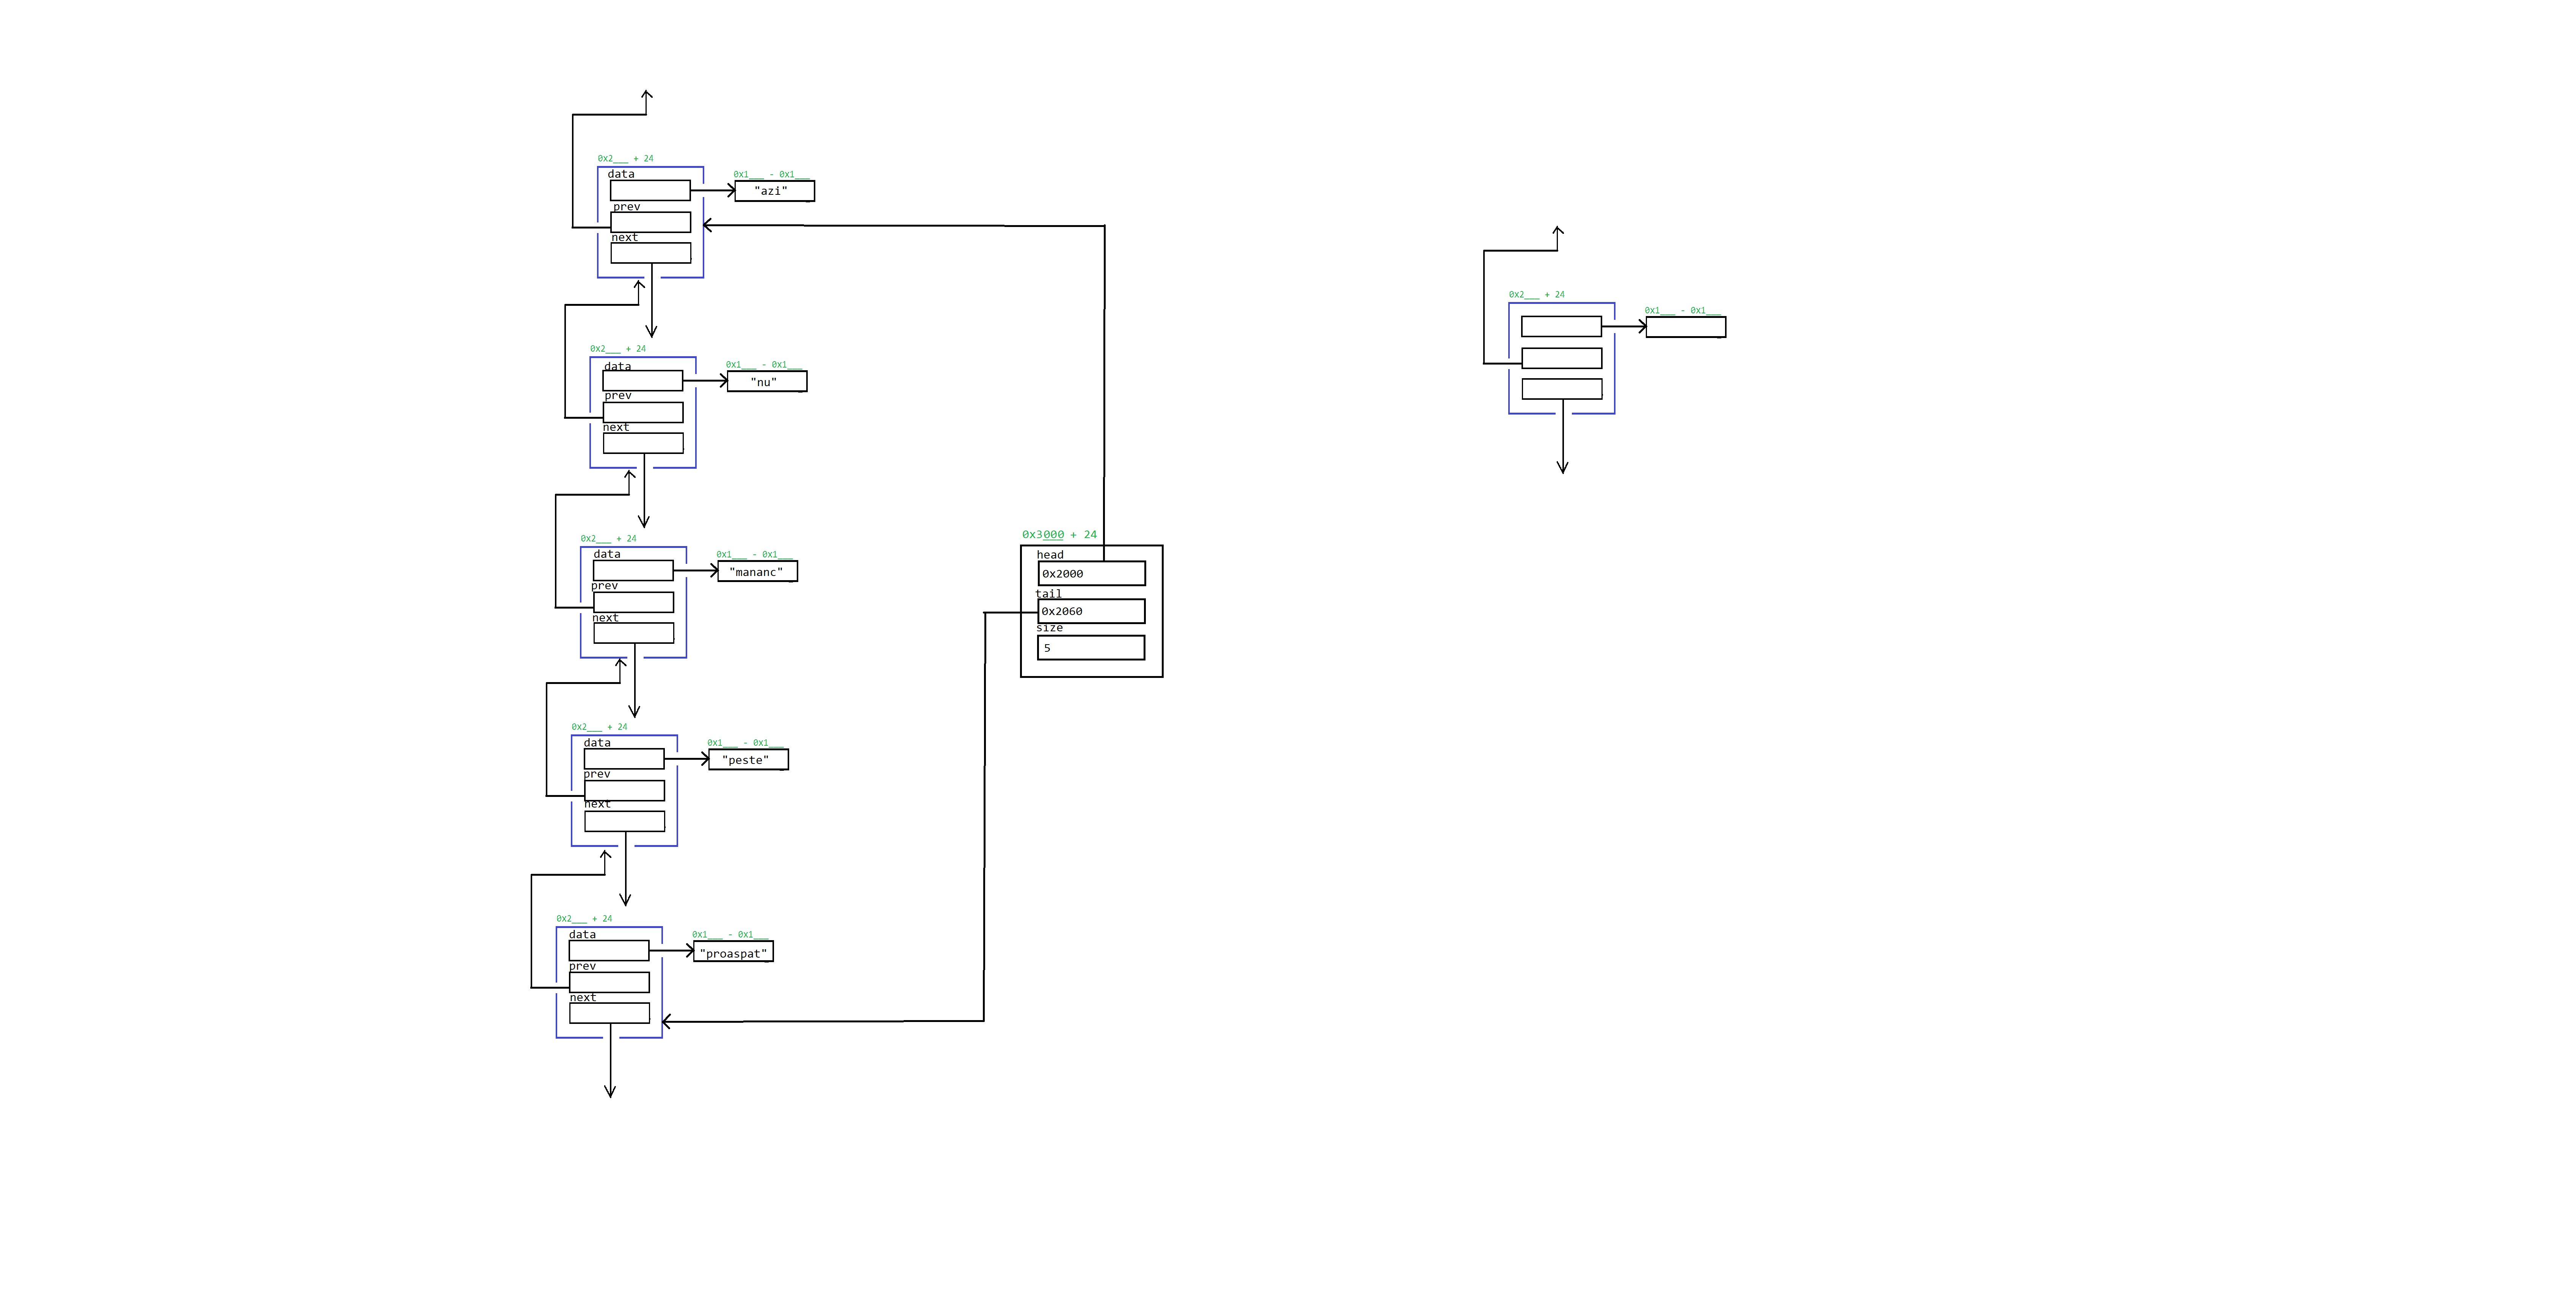 0x2___ + 24
data
0x1___ - 0x1___
"azi"
prev
next
0x2___ + 24
data
0x1___ - 0x1___
"nu"
prev
next
0x2___ + 24
data
0x1___ - 0x1___
"mananc"
prev
next
0x2___ + 24
data
0x1___ - 0x1___
"peste"
prev
next
0x2___ + 24
data
0x1___ - 0x1___
"proaspat"
prev
next
0x3000 + 24
head
0x2000
tail
0x2060
size
5
0x2___ + 24
0x1___ - 0x1___